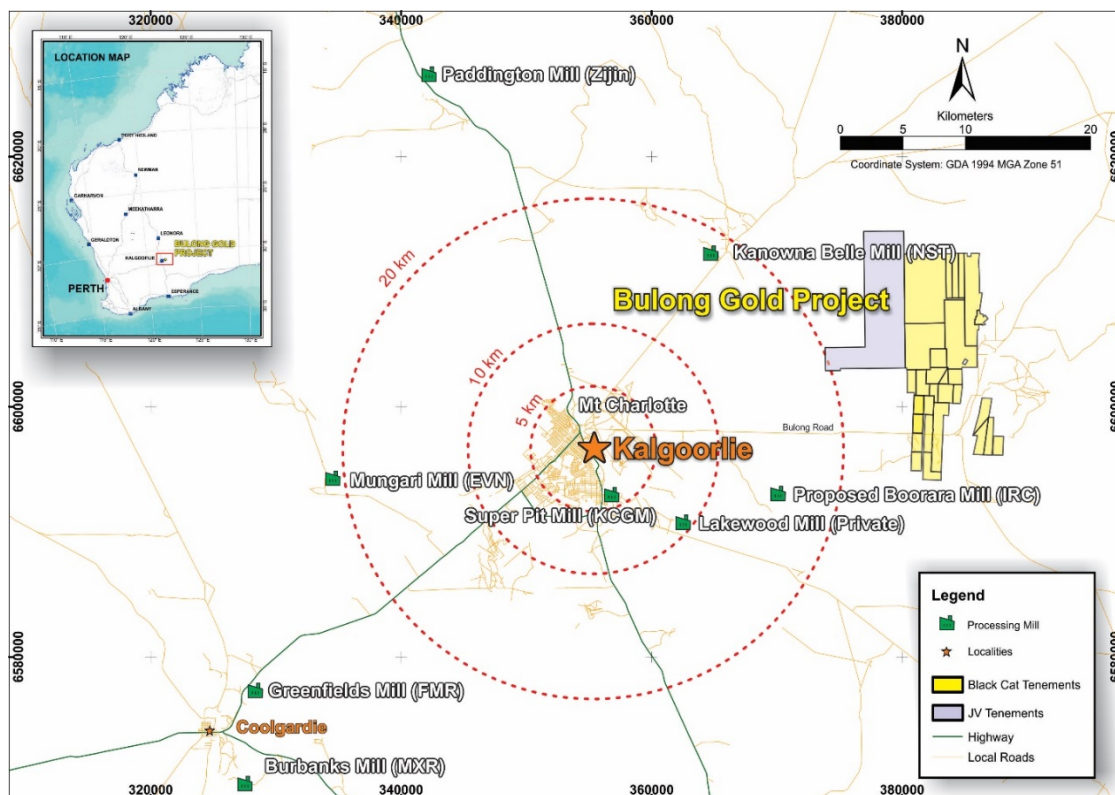 320000
340000
360000
380000
LOCATION MAP
PORT HEDLAND
NEWMAN
CARNARVON
MEEKATHARRA
GERALDTON
LEONORA
KALGOORLIE
BULONG GOLD
PROJECT
PERTH
ESPERANCE
ALBANY
Paddington Mill (Zijin)
N
Kilometers
0
5
10
20
Coordinate System: GDA 1994 MGA Zone 51
6620000
6620000
20 km
Kanowna Belle Mill (NST)
Bulong Gold Project
10 km
5 km
Mt Charlotte
6600000
6600000
Bulong Road
Kalgoorlie
Mungari Mill (EVN)
Super Pit Mill (KCGM)
Proposed Boorara Mill (IRC)
Lakewood Mill (Private)
6580000
6580000
Greenfields Mill (FMR)
Coolgardie
Burbanks Mill (MXR)
Legend
Processing Mill
Localities
Black Cat Tenements
JV Tenements
Highway
Local Roads
320000
340000
360000
380000